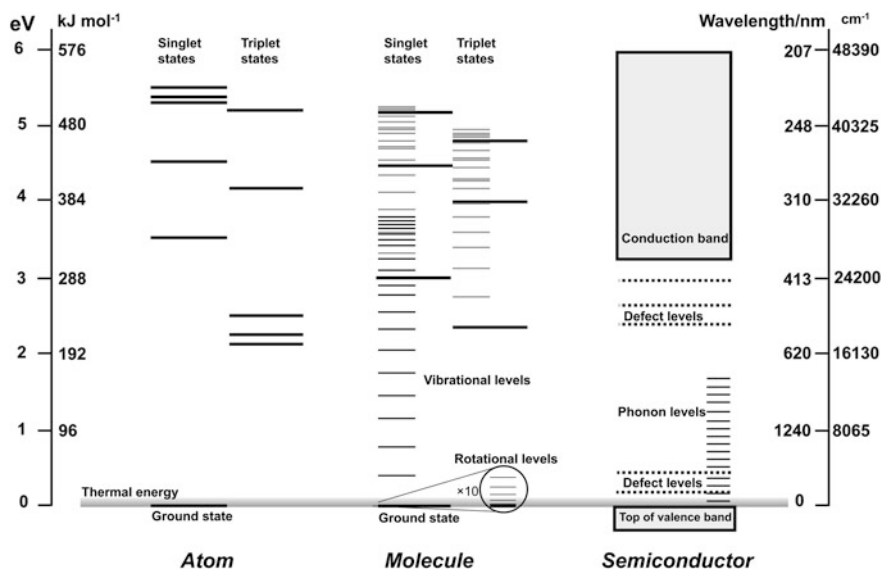 eV
kJ mol-1
Wavelength/nm
cm-1
6
576
Singlet
states
Triplet
states
Singlet
states
Triplet
states
207
48390
5
480
248
40325
4
384
310
32260
Conduction band
3
288
413
24200
Defect levels
2
192
620
16130
Vibrational levels
Phonon levels
1
96
1240
8065
Rotational levels
×10
Defect levels
Thermal energy
0
0
Ground state
Ground state
Top of valence band
Atom
Molecule
Semiconductor